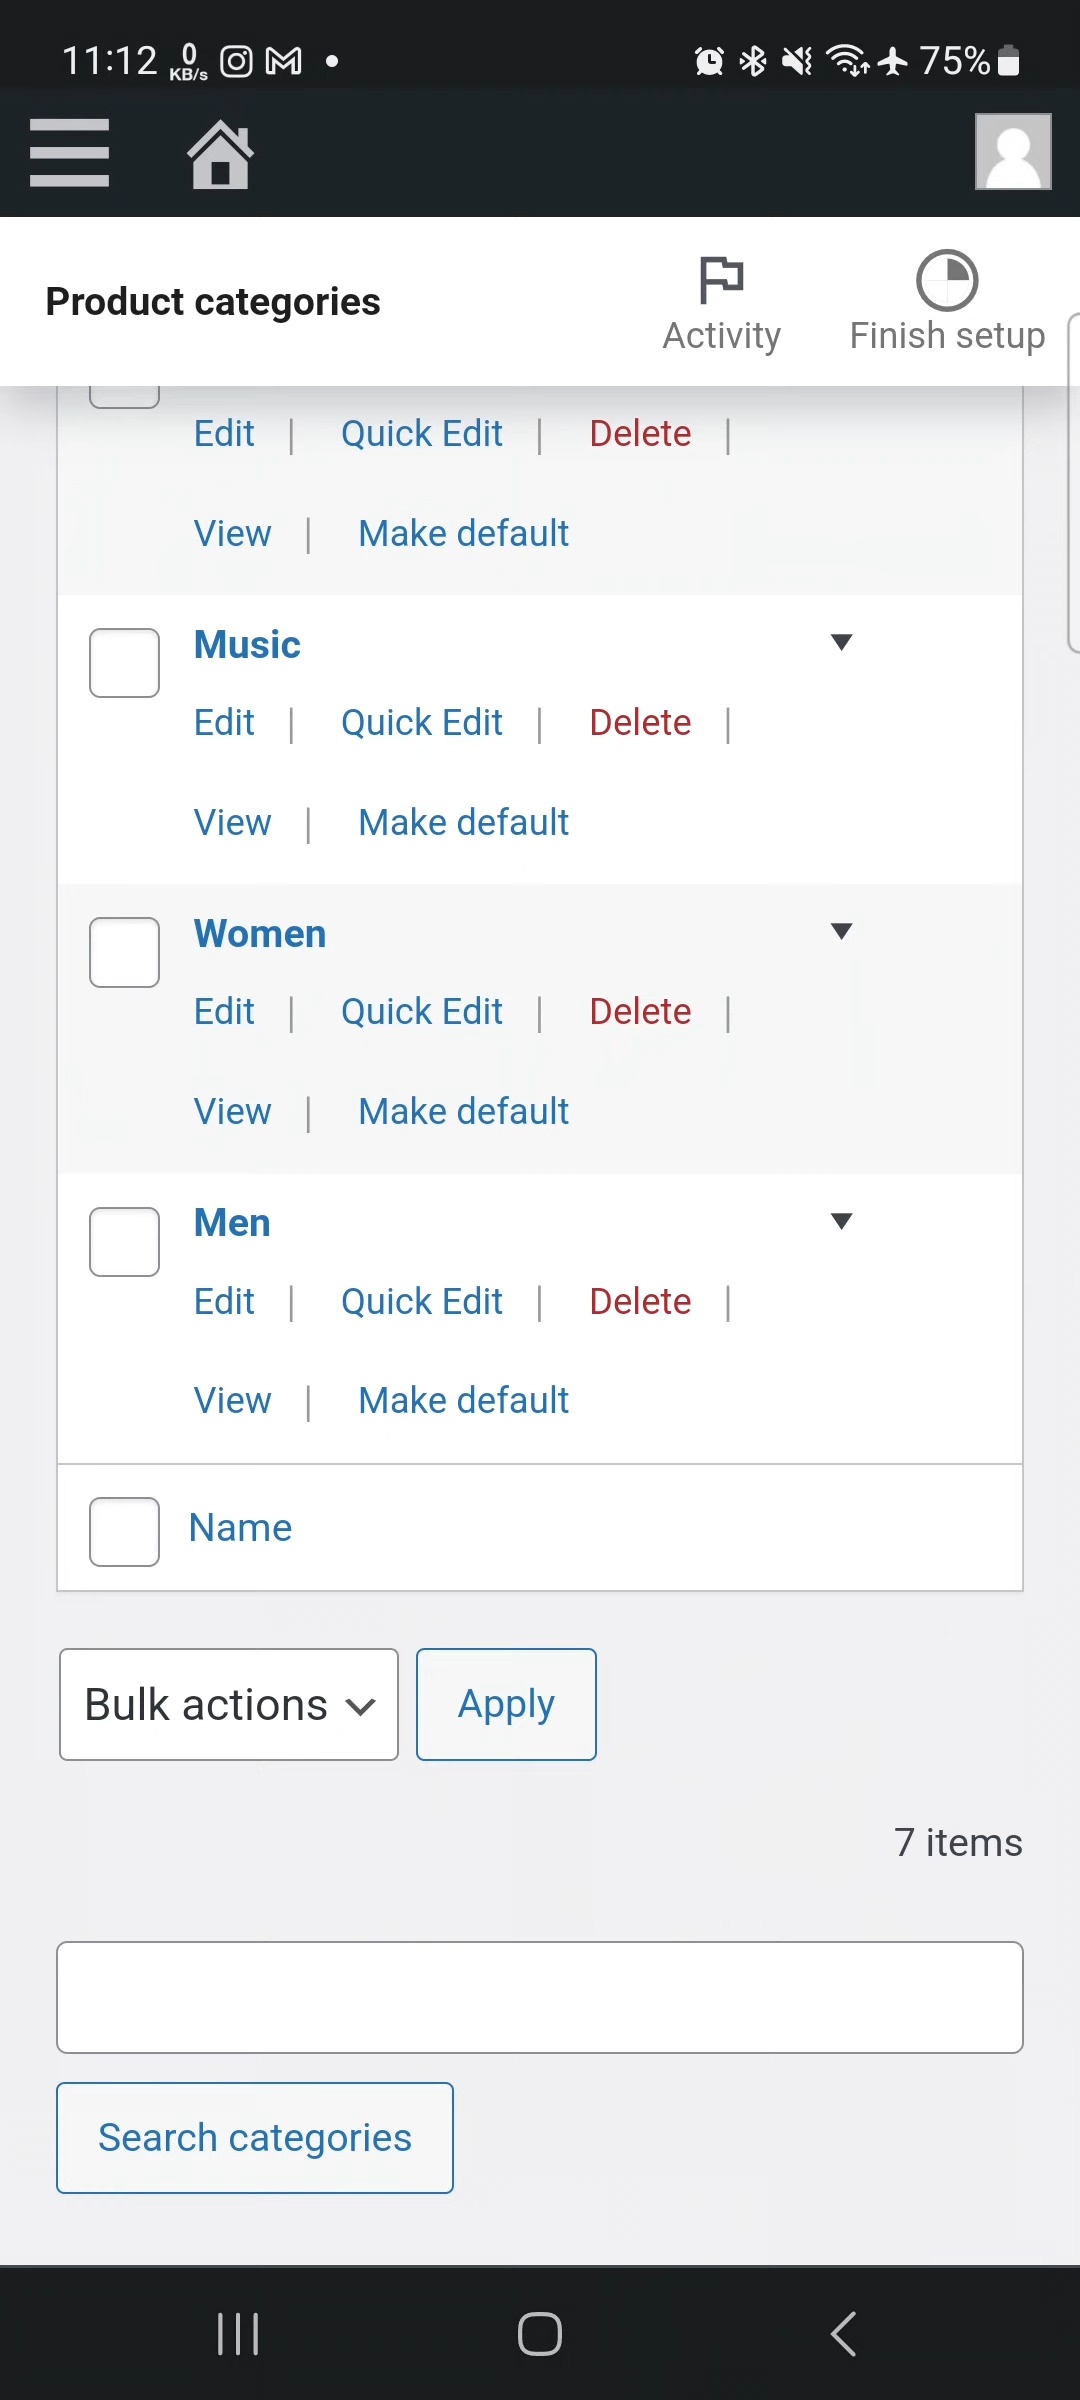 11:12 0 KB/s 75%
Product categories
Activity
Finish setup
Edit | Quick Edit | Delete |
View | Make default
Music
Edit | Quick Edit | Delete |
View | Make default
Women
Edit | Quick Edit | Delete |
View | Make default
Men
Edit | Quick Edit | Delete |
View | Make default
Name
Bulk actions Apply
7 items
Search categories